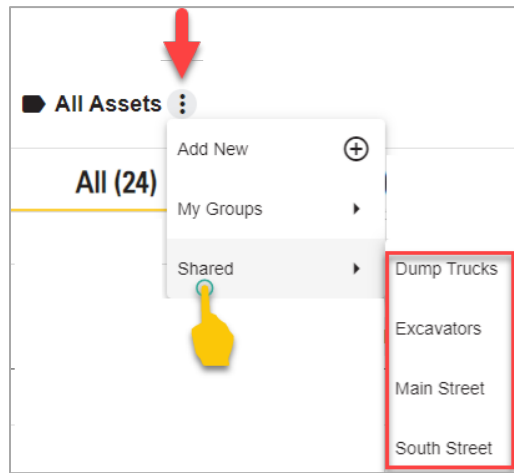 All Assets
Add New
All (24)
My Groups
Shared
Dump Trucks
Excavators
Main Street
South Street